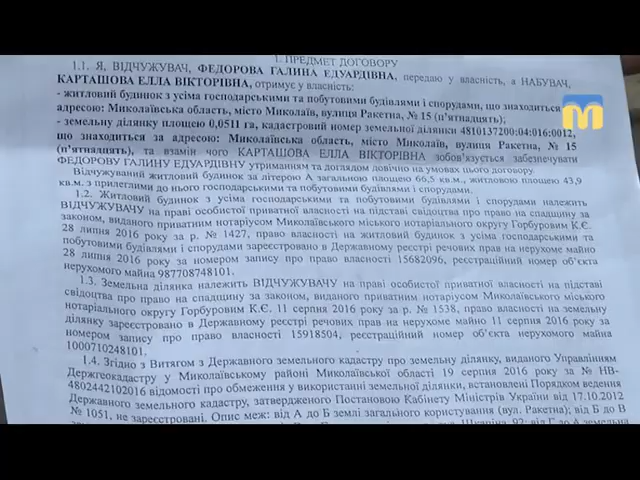 1. ПРЕДМЕТ ДОГОВОРУ
1.1. Я, ВІДЧУЖУВАЧ, ФЕДОРОВА ГАЛИНА ЕДУАРДІВНА, передаю у власність, а НАБУВАЧ,
КАРТАШОВА ЕЛЛА ВІКТОРІВНА, отримує у власність:
- житловий будинок з усіма господарськими та побутовими будівлями і спорудами, що знаходиться
адресою: Миколаївська область, місто Миколаїв, вулиця Ракетна, № 15 (п'ятнадцять);
- земельну ділянку площею 0,0511 га, кадастровий номер земельної ділянки 4810137200:04:016:0012,
що знаходиться за адресою: Миколаївська область, місто Миколаїв, вулиця Ракетна, № 15
(п'ятнадцять), та взамін чого КАРТАШОВА ЕЛЛА ВІКТОРІВНА зобов'язується забезпечувати
ФЕДОРОВУ ГАЛИНУ ЕДУАРДІВНУ утриманням та доглядом довічно на умовах цього договору.
Відчужуваний житловий будинок за літерою А загальною площею 66,5 кв.м., житловою площею 43,9
кв.м. з прилеглими до нього господарськими та побутовими будівлями і спорудами.
1.2. Житловий будинок з усіма господарськими та побутовими будівлями і спорудами належить
ВІДЧУЖУВАЧУ на праві особистої приватної власності на підставі свідоцтва про право на спадщину за
законом, виданого приватним нотаріусом Миколаївського міського нотаріального округу Горбуровим К.Є.
28 липня 2016 року за р. № 1427, право власності на житловий будинок з усіма господарськими та
побутовими будівлями і спорудами зареєстровано в Державному реєстрі речових прав на нерухоме майно
28 липня 2016 року за номером запису про право власності 15682096, реєстраційний номер об'єкта
нерухомого майна 987708748101.
1.3. Земельна ділянка належить ВІДЧУЖУВАЧУ на праві особистої приватної власності на підставі
свідоцтва про право на спадщину за законом, виданого приватним нотаріусом Миколаївського міського
нотаріального округу Горбуровим К.Є. 11 серпня 2016 року за р. № 1538, право власності на земельну
ділянку зареєстровано в Державному реєстрі речових прав на нерухоме майно 11 серпня 2016 року за
номером запису про право власності 15918504, реєстраційний номер об'єкта нерухомого майна
1000710248101.
1.4. Згідно з Витягом з Державного земельного кадастру про земельну ділянку, виданого Управлінням
Держгеокадастру у Миколаївському районі Миколаївської області 19 серпня 2016 року за № НВ-
4802442102016 відомості про обмеження у використанні земельної ділянки, встановлені Порядком ведення
Державного земельного кадастру, затвердженого Постановою Кабінету Міністрів України від 17.10.2012
№ 1051, не зареєстровані. Опис меж: від А до Б землі загального користування (вул. Ракетна); від Б до В
92; від Г до А земельна